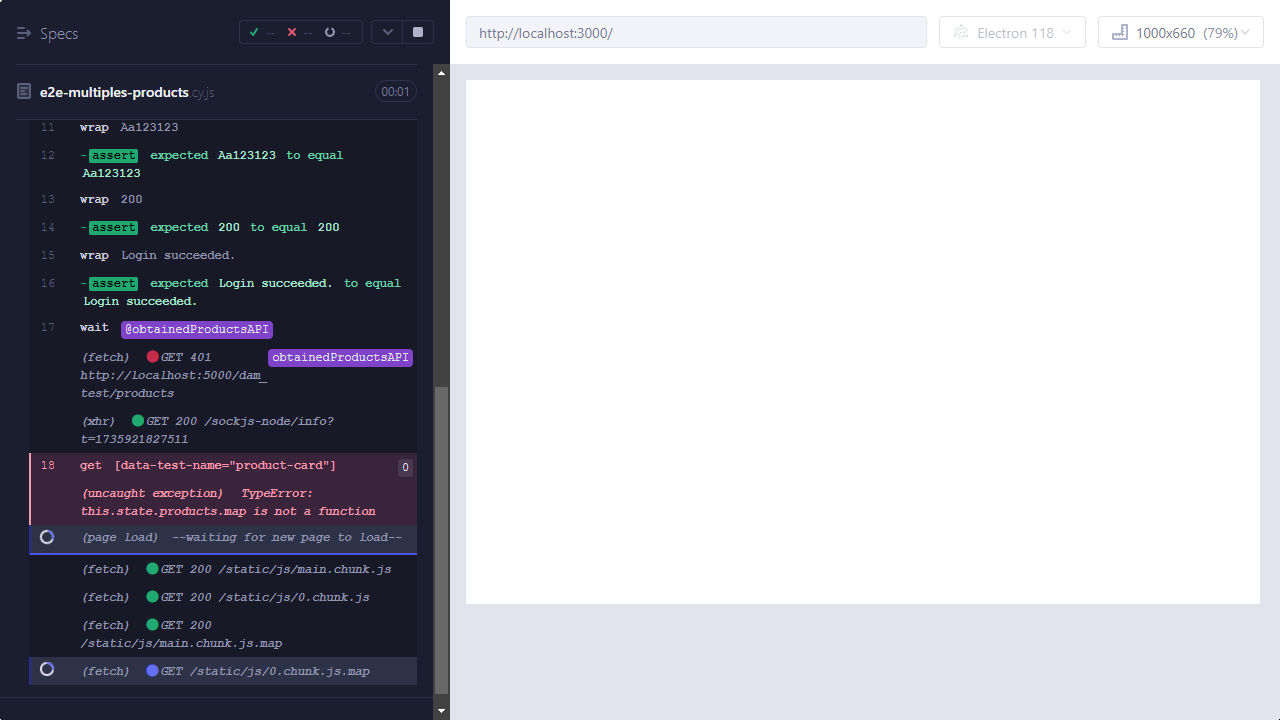 Specs
--
--
--
http://localhost:3000/
Electron 118
1000x660 (79%)
e2e-multiples-products.cy.js
00:01
11 wrap Aa123123
12 -assert expected Aa123123 to equal
Aa123123
13 wrap 200
14 -assert expected 200 to equal 200
15 wrap Login succeeded.
16 -assert expected Login succeeded. to equal
Login succeeded.
17 wait @obtainedProductsAPI
(fetch) GET 401 obtainedProductsAPI
http://localhost:5000/dam_
test/products
(xhr) GET 200 /sockjs-node/info?
t=1735921827511
18 get [data-test-name="product-card"] 0
(uncaught exception) TypeError:
this.state.products.map is not a function
(page load) --waiting for new page to load--
(fetch) GET 200 /static/js/main.chunk.js
(fetch) GET 200 /static/js/0.chunk.js
(fetch) GET 200
/static/js/main.chunk.js.map
(fetch) GET /static/js/0.chunk.js.map